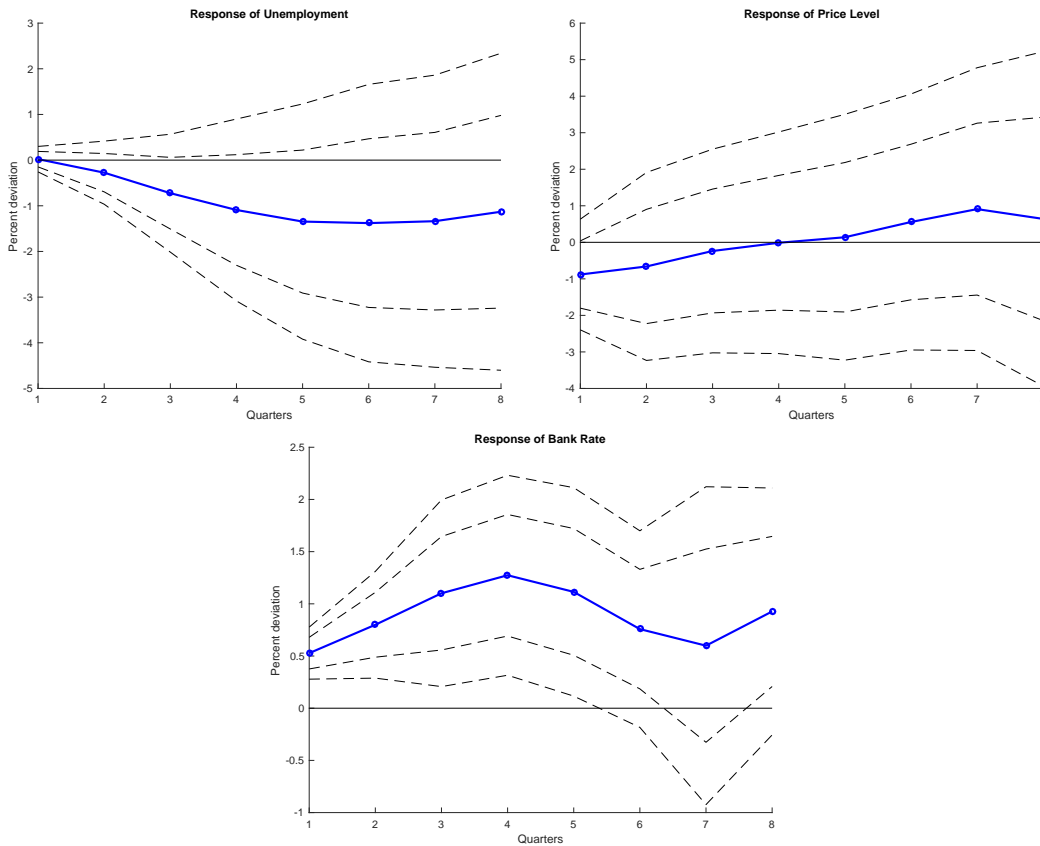 Response of Unemployment
3
2
1
0
-1
-2
-3
-4
-5
Percent deviation
1 2 3 4 5 6 7 8
Quarters
Response of Price Level
6
5
4
3
2
1
0
-1
-2
-3
-4
Percent deviation
1 2 3 4 5 6 7
Quarters
Response of Bank Rate
2.5
2
1.5
1
0.5
0
-0.5
-1
Percent deviation
1 2 3 4 5 6 7 8
Quarters